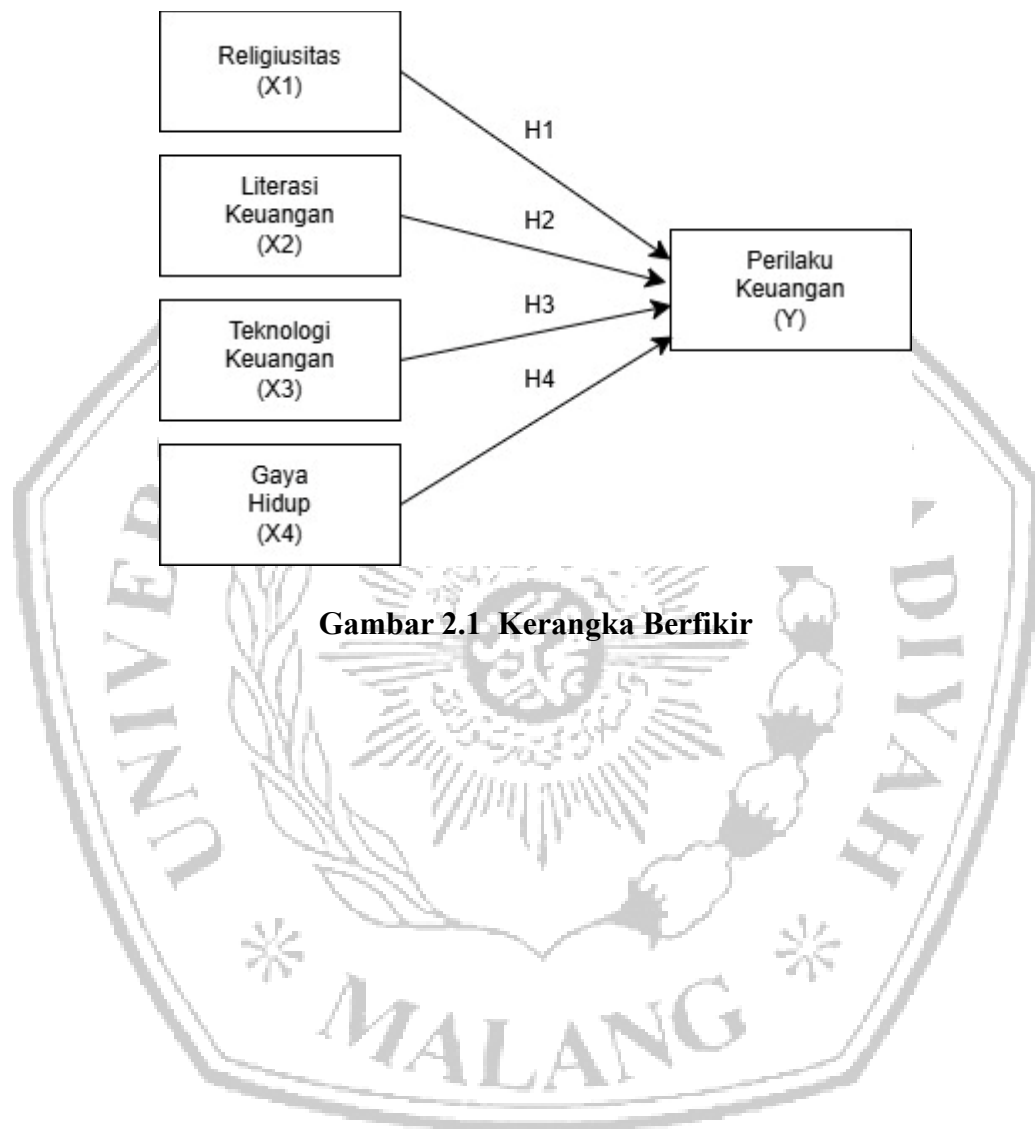 Religiusitas
(X1)
Literasi
Keuangan
(X2)
Teknologi
Keuangan
(X3)
Gaya
Hidup
(X4)
H1
H2
H3
H4
Perilaku
Keuangan
(Y)
Gambar 2.1 Kerangka Berfikir
MALANG